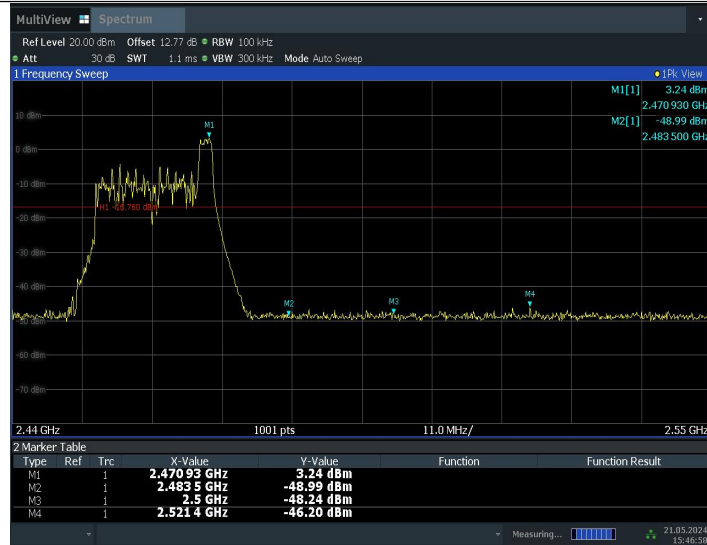 MultiView Spectrum
Ref Level 20.00 dBm Offset 12.77 dB RBW 100 kHz
Att 30 dB SWT 1.1 ms VBW 300 kHz Mode Auto Sweep
1 Frequency Sweep 1Pk View
M1[1] 3.24 dBm
2.470 930 GHz
M2[1] -48.99 dBm
2.483 500 GHz
10 dBm
M1
0 dBm
-10 dBm
H1 -16.760 dBm
-20 dBm
-30 dBm
-40 dBm
M2 M3 M4
-50 dBm
-60 dBm
-70 dBm
2.44 GHz 1001 pts 11.0 MHz/ 2.55 GHz
2 Marker Table
Type Ref Trc X-Value Y-Value Function Function Result
M1 1 2.470 93 GHz 3.24 dBm
M2 1 2.483 5 GHz -48.99 dBm
M3 1 2.5 GHz -48.24 dBm
M4 1 2.521 4 GHz -46.20 dBm
Measuring... 21.05.2024
15:46:58